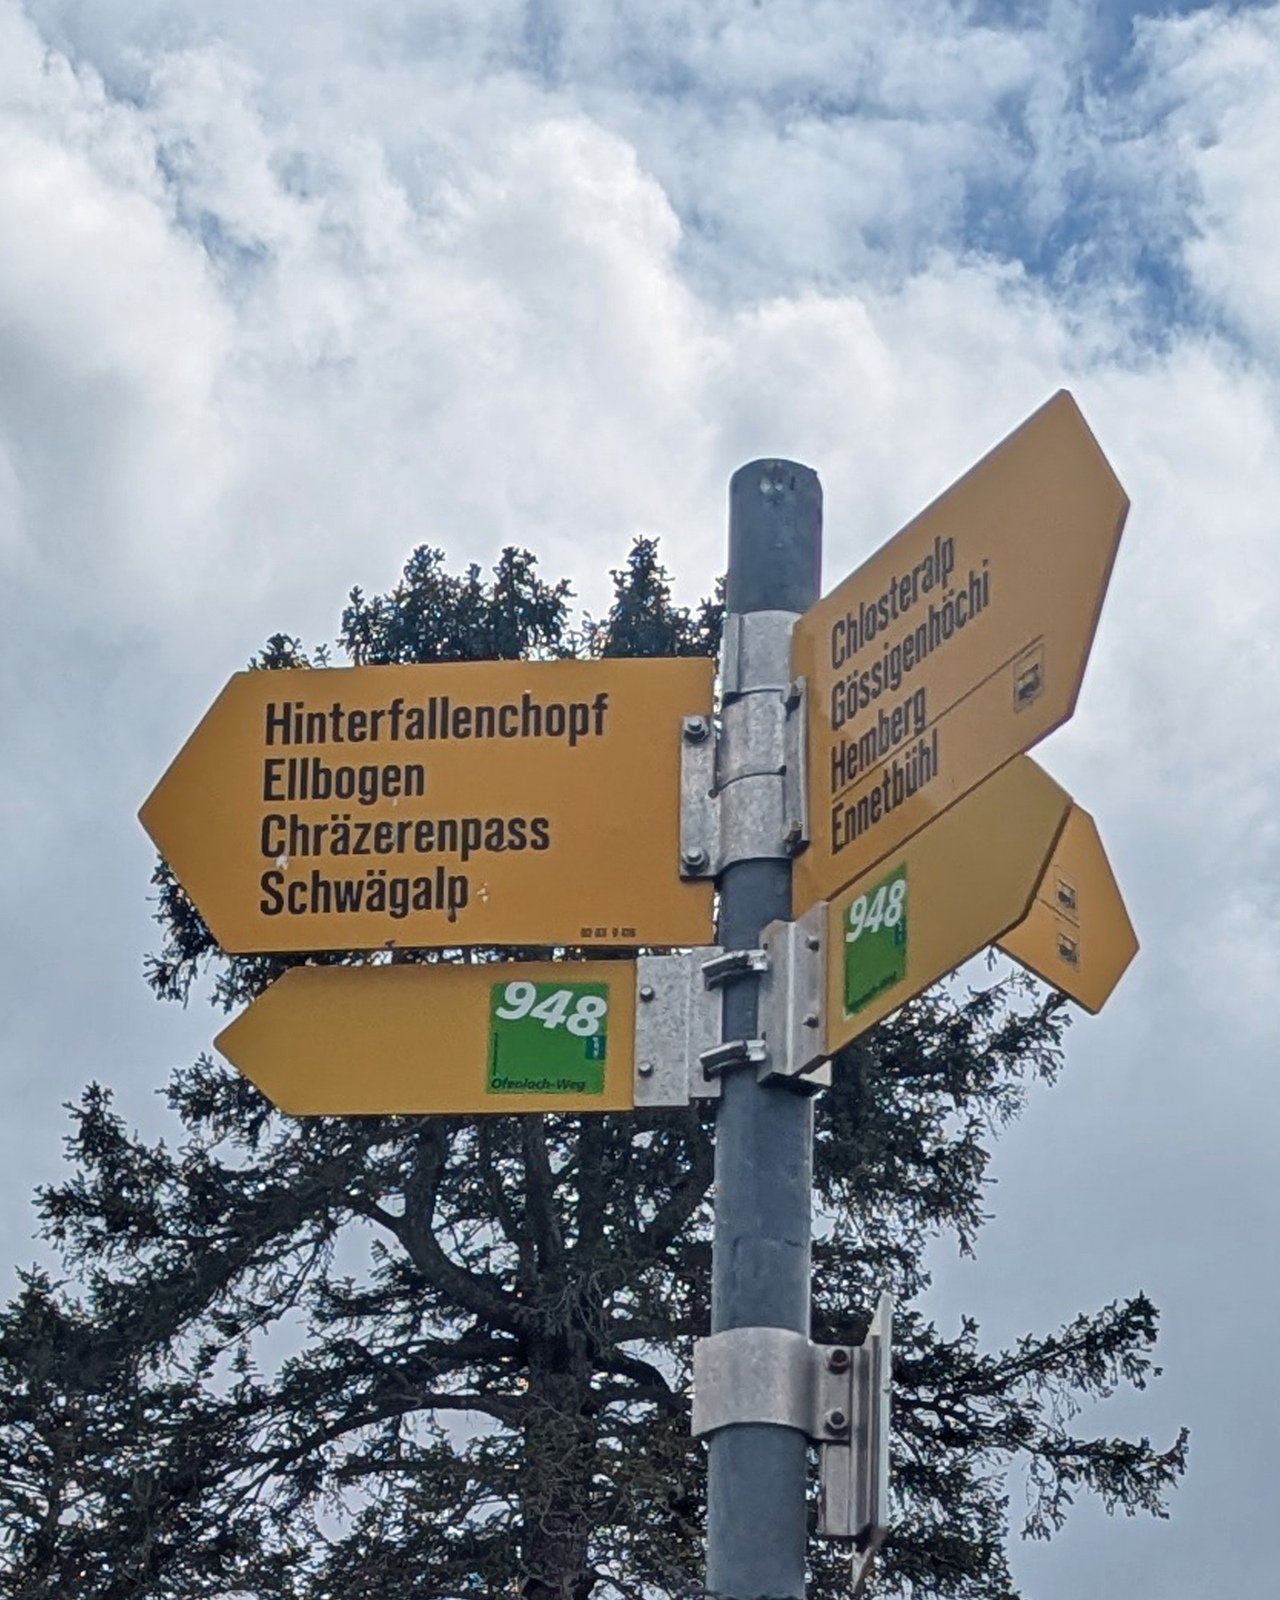 Hinterfallenchopf
Ellbogen
Chräzerenpass
Schwägalp
948
Ofenloch-Weg
Chlosteralp
Gössigenhöchi
Hemberg
Ennetbühl
948